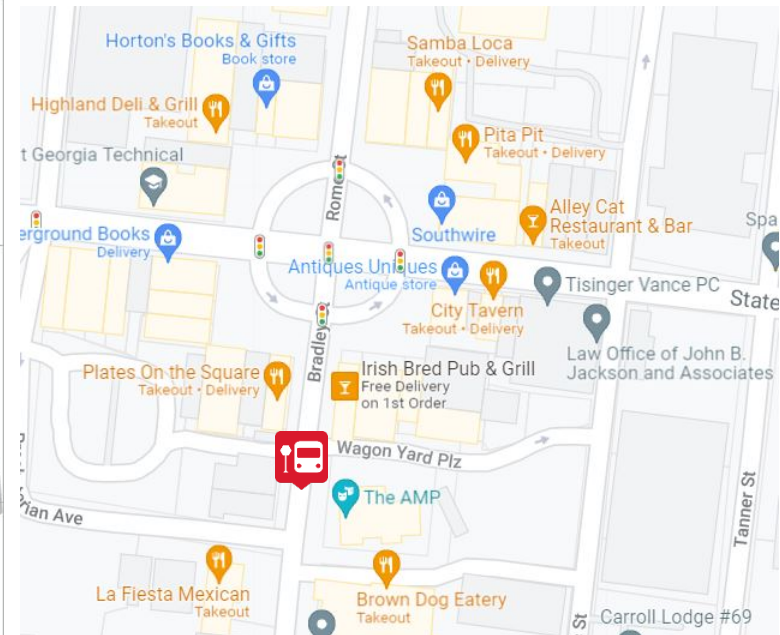 Horton's Books & Gifts
Book store
Samba Loca
Takeout • Delivery
Highland Deli & Grill
Takeout
Pita Pit
Takeout • Delivery
t Georgia Technical
Rome St
Alley Cat
Restaurant & Bar
Takeout
Spa
Southwire
erground Books
Delivery
Antiques Uniques
Antique store
Tisinger Vance PC
State
City Tavern
Takeout • Delivery
Law Office of John B.
Jackson and Associates
Bradley
Plates On the Square
Takeout • Delivery
Irish Bred Pub & Grill
Free Delivery
on 1st Order
Wagon Yard Plz
The AMP
rian Ave
Tanner St
La Fiesta Mexican
Takeout
Brown Dog Eatery
Takeout
St
Carroll Lodge #69